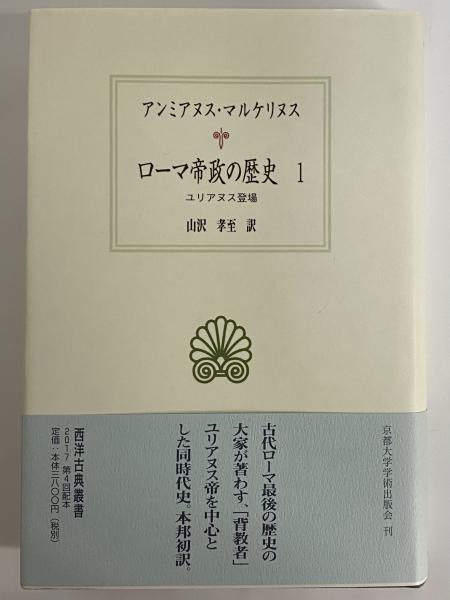 アンミアヌス・マルケリヌス
ローマ帝政の歴史 1
ユリアヌス登場
山沢 孝至 訳
京都大学学術出版会 刊
古代ローマ最後の歴史の
大家が著わす、「背教者」
ユリアヌス帝を中心と
した同時代史。本邦初訳。
西洋古典叢書
2017 第4回配本
定価:本体三八〇〇円(税別)